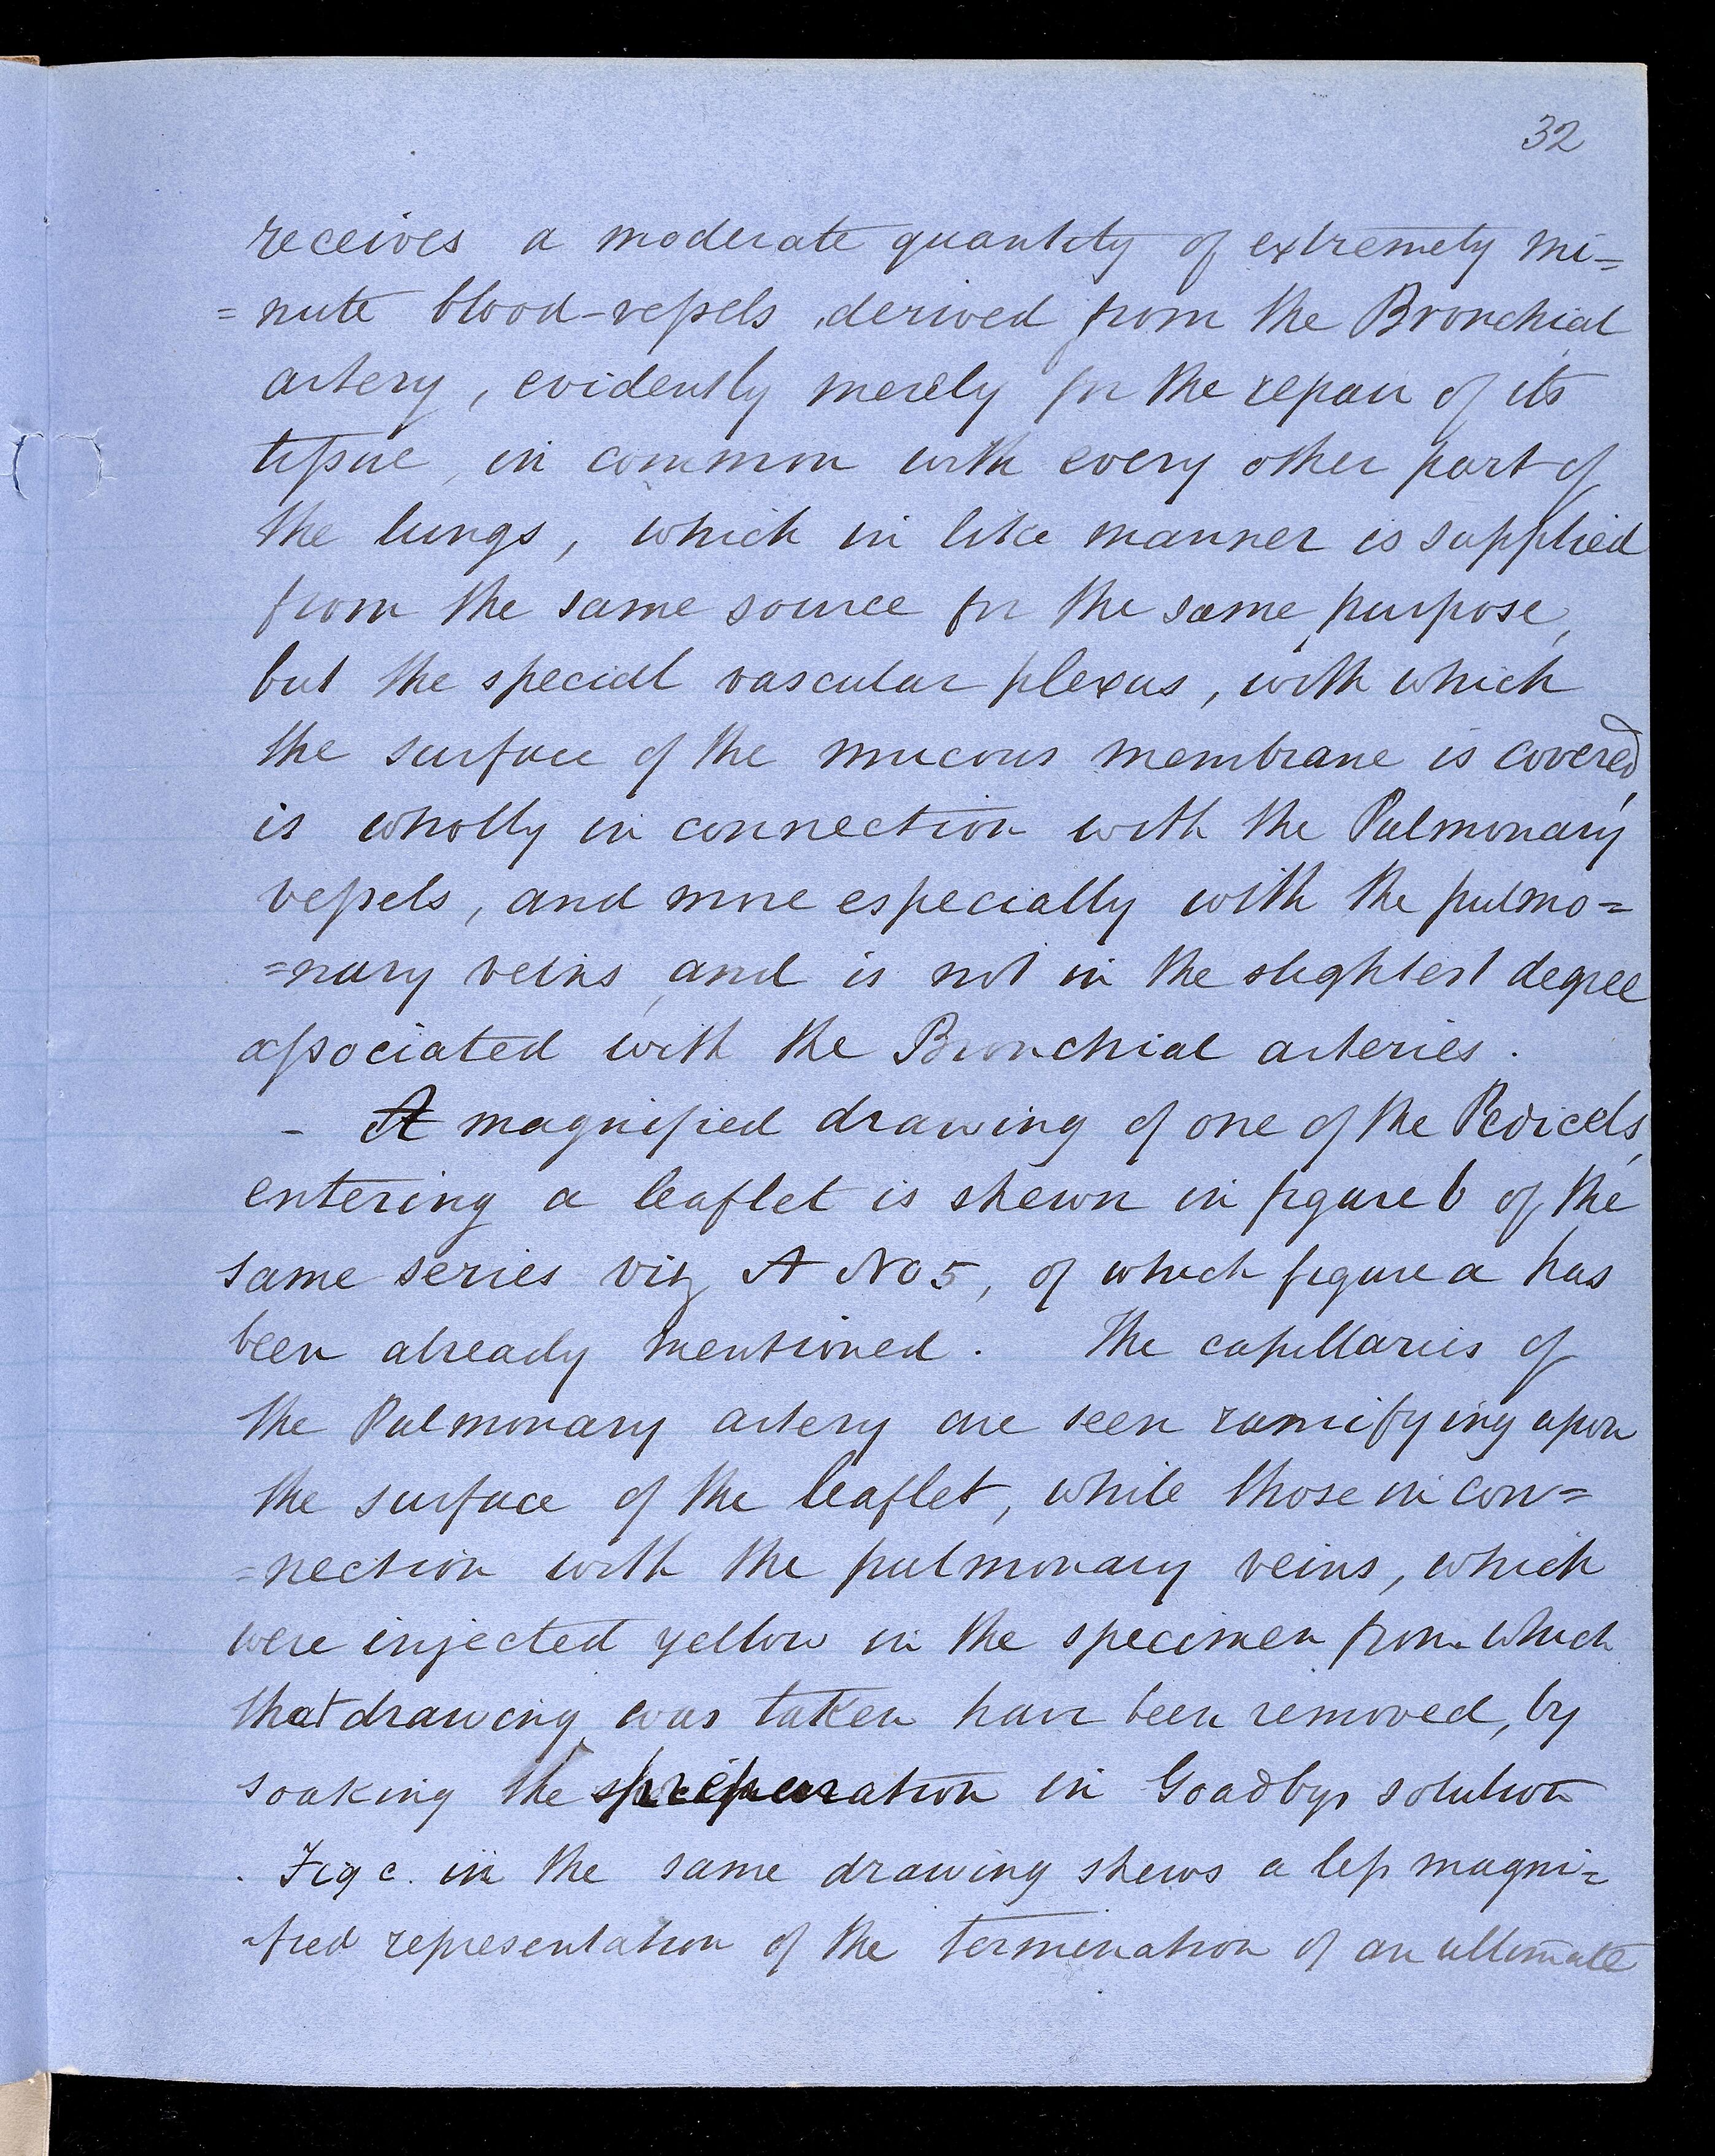 32
receives a moderate quantity of extremely mi=
=nute blood-vessels, derived from the Bronchial
artery, evidently merely for the repair of its
tissue, in common with every other part of
the lungs, which in like manner is supplied
from the same source for the same purpose,
but the special vascular plexus, with which
the surface of the mucous membrane is covered,
is wholly in connection with the Pulmonary
vessels, and more especially with the pulmo=
=nary veins, and is not in the slightest degree
associated with the Bronchial arteries.
- A magnified drawing of one of the Pedicels,
entering a leaflet is shewn in figure b of the
same series viz A No 5, of which figure a has
been already mentioned. The capillaries of
the Pulmonary artery are seen ramifying upon
the surface of the leaflet, while those in con=
=nection with the pulmonary veins, which
were injected yellow in the specimen from which
that drawing was taken have been removed, by
soaking the preparation in Goadbys solution
. Fig c. in the same drawing shews a less magni=
-fied representation of the termination of an ultimate